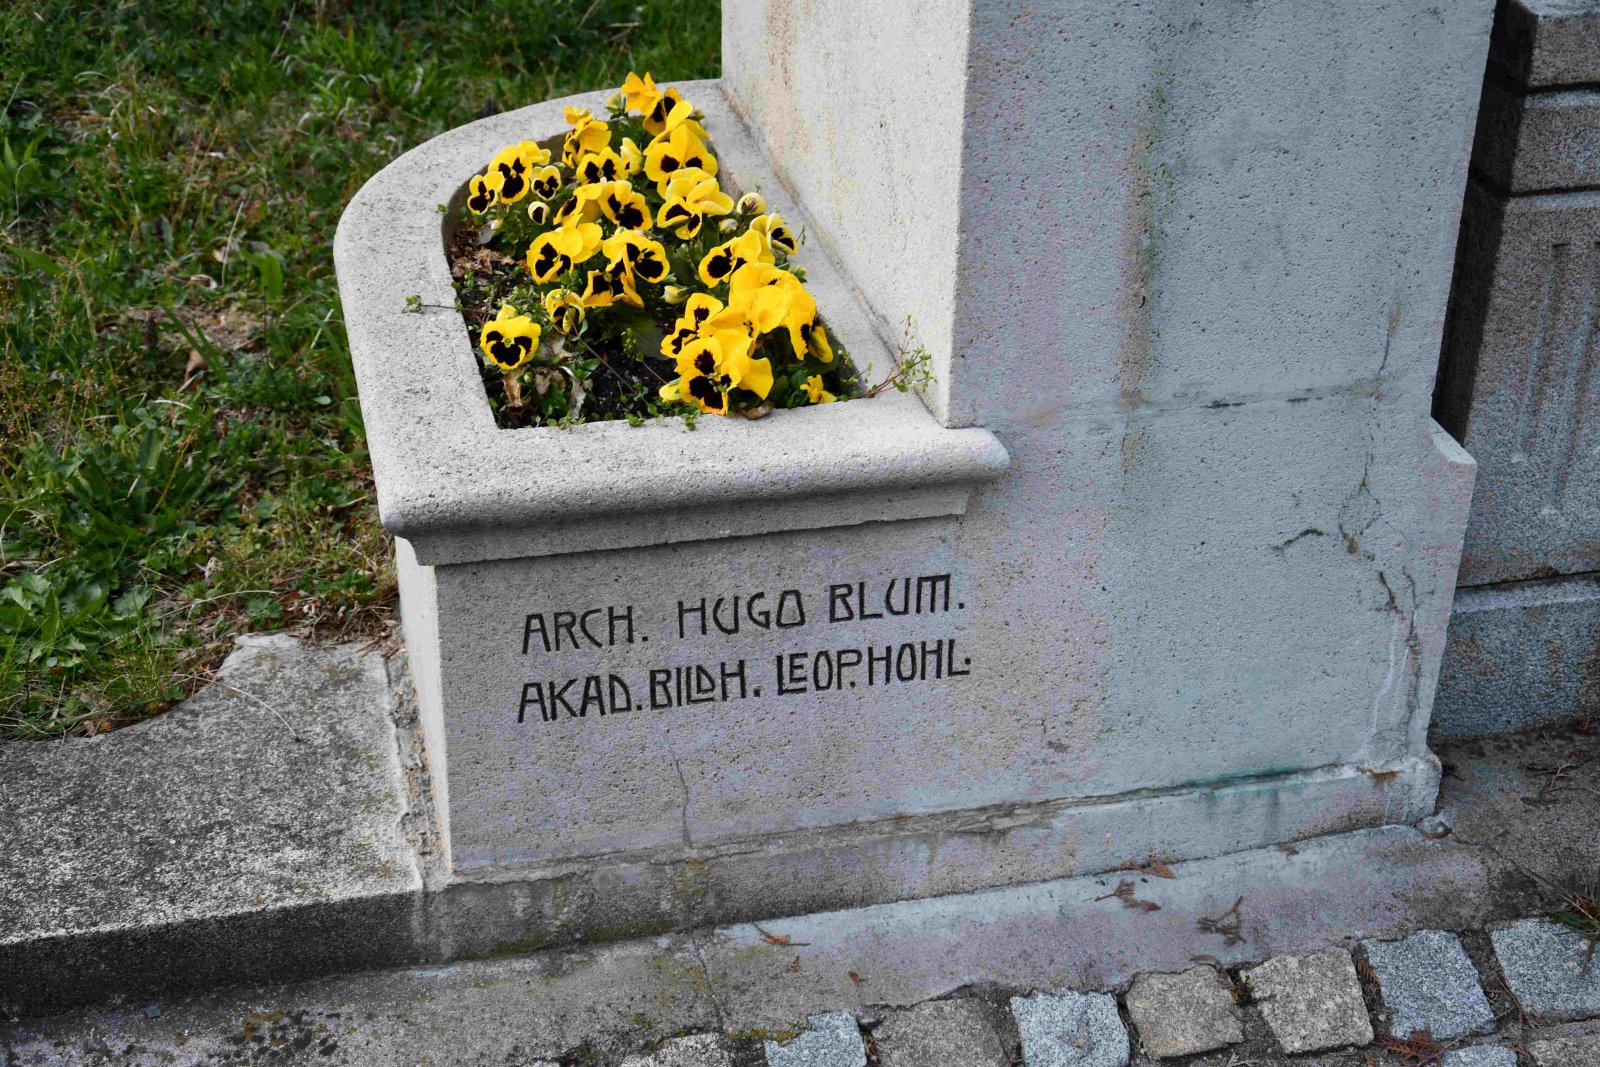 ARCH. HUGO BLUM.
AKAD. BILDH. LEOP. HOHL.